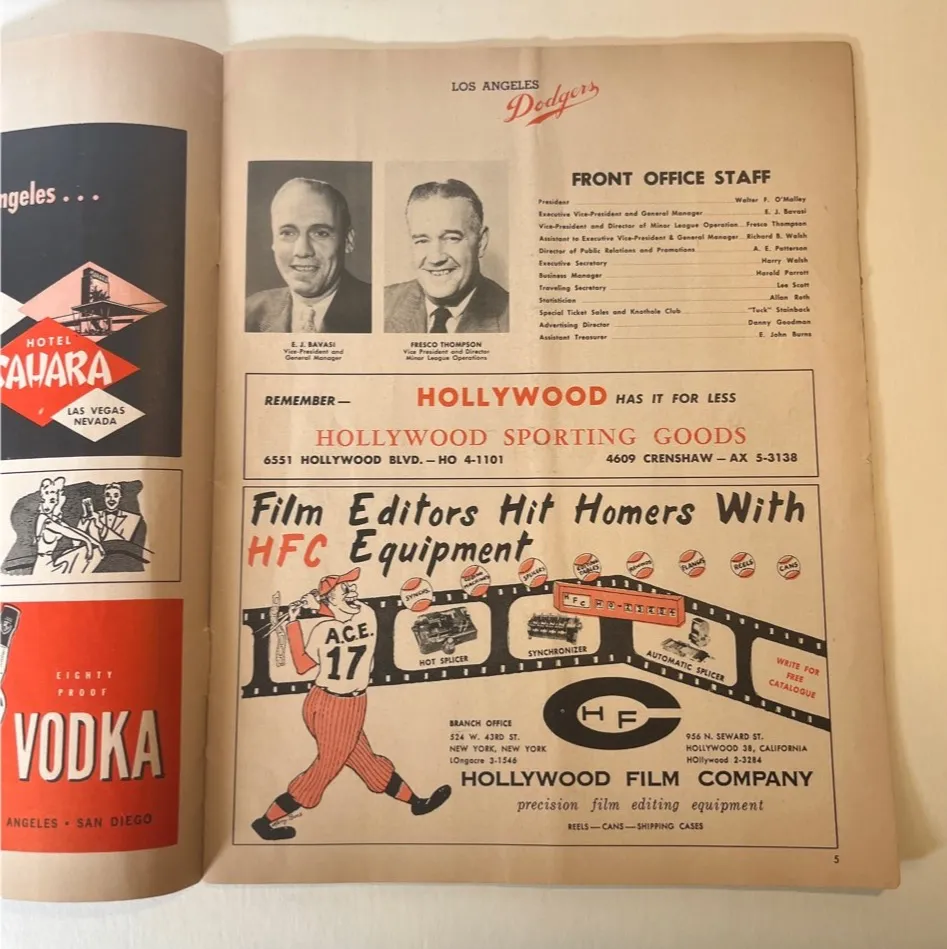 ngeles . . .
HOTEL
SAHARA
LAS VEGAS
NEVADA
EIGHTY
PROOF
VODKA
ANGELES • SAN DIEGO
LOS ANGELES
Dodgers
E. J. BAVASI
Vice-President and
General Manager
FRESCO THOMPSON
Vice President and Director
Minor League Operations
FRONT OFFICE STAFF
President Walter F. O'Malley
Executive Vice-President and General Manager E. J. Bavasi
Vice-President and Director of Minor League Operation Fresco Thompson
Assistant to Executive Vice-President & General Manager Richard B. Walsh
Director of Public Relations and Promotions A. E. Patterson
Executive Secretary Harry Walsh
Business Manager Harold Parrott
Traveling Secretary Lee Scott
Statistician Allan Roth
Special Ticket Sales and Knothole Club "Tuck" Stainback
Advertising Director Danny Goodman
Assistant Treasurer E. John Burns
REMEMBER— HOLLYWOOD HAS IT FOR LESS
HOLLYWOOD SPORTING GOODS
6551 HOLLYWOOD BLVD. — HO 4-1101 4609 CRENSHAW — AX 5-3138
Film Editors Hit Homers With
HFC Equipment
SYNCHS. SPLICERS REWINDS FLANGES REELS CANS
A.C.E.
17
HOT SPLICER
SYNCHRONIZER
AUTOMATIC SPLICER
WRITE FOR
FREE
CATALOGUE
HFC
BRANCH OFFICE
524 W. 43RD ST.
NEW YORK, NEW YORK
LOngacre 3-1546
956 N. SEWARD ST.
HOLLYWOOD 38, CALIFORNIA
HOllywood 2-3284
HOLLYWOOD FILM COMPANY
precision film editing equipment
REELS — CANS — SHIPPING CASES
5